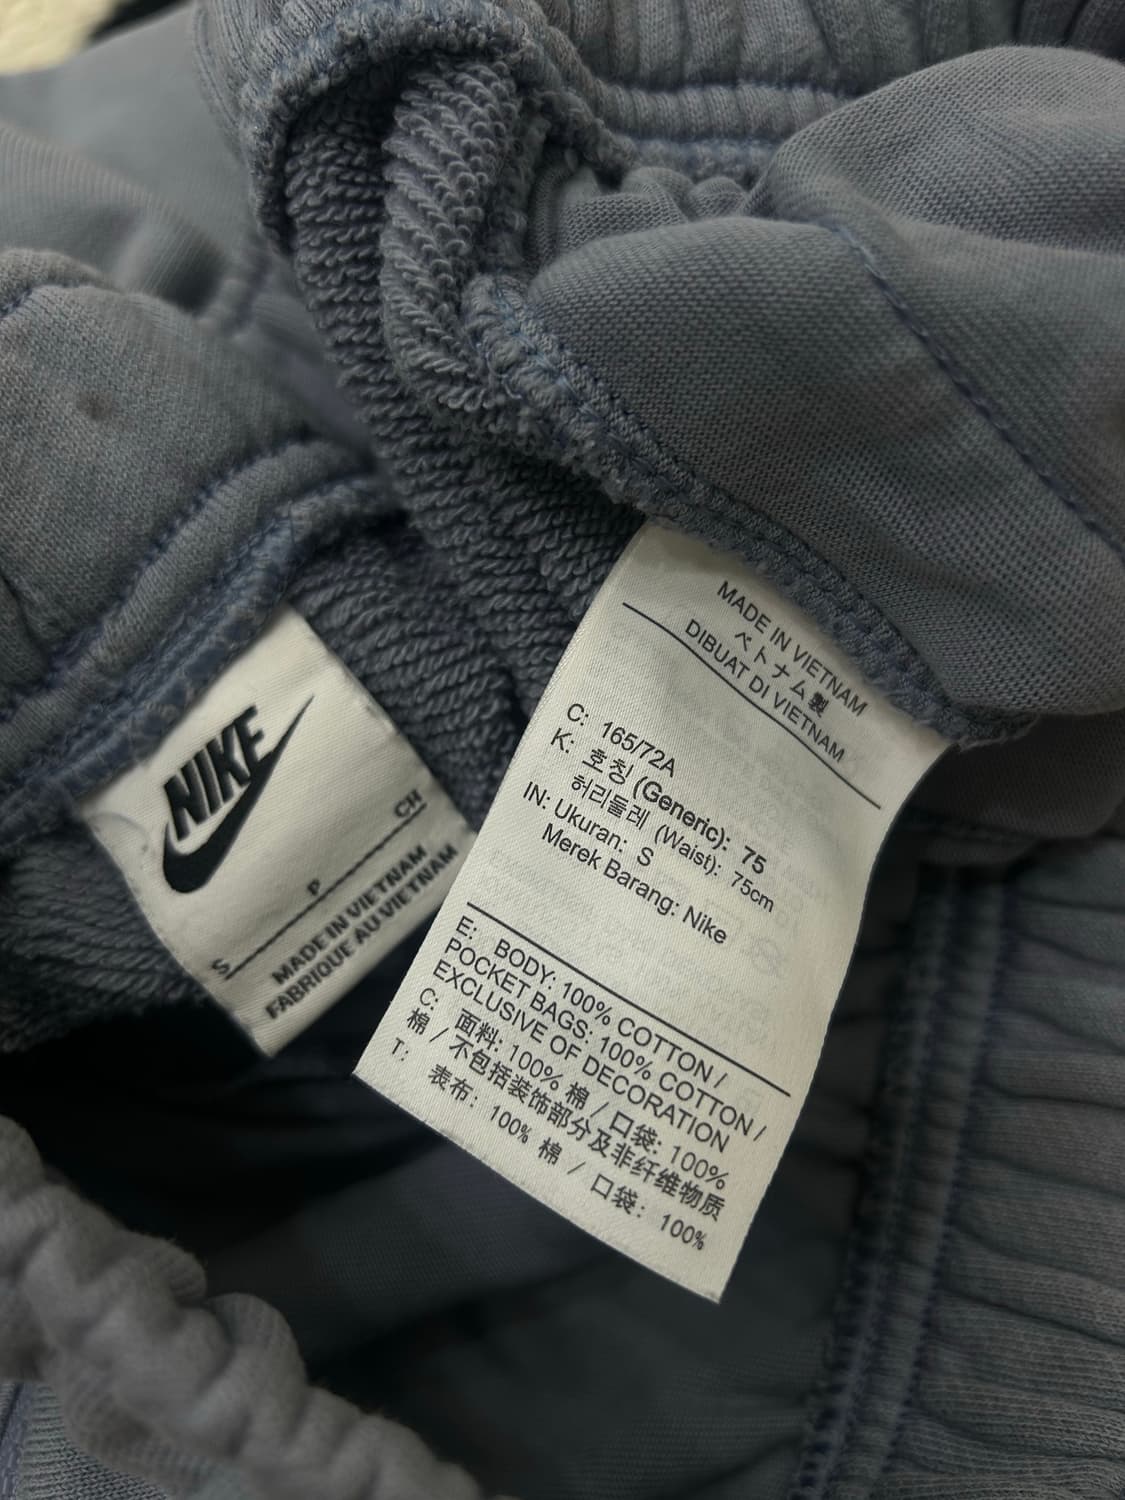 NIKE
S P CH
MADE IN VIETNAM
FABRIQUE AU VIETNAM
MADE IN VIETNAM
ベトナム製
DIBUAT DI VIETNAM
C: 165/72A
K: 호칭 (Generic): 75
허리둘레 (Waist): 75cm
IN: Ukuran: S
Merek Barang: Nike
E: BODY: 100% COTTON /
POCKET BAGS: 100% COTTON /
EXCLUSIVE OF DECORATION
C: 面料: 100% 棉 / 口袋: 100%
棉 / 不包括装饰部分及非纤维物质
T:
表布: 100% 棉 / 口袋: 100%